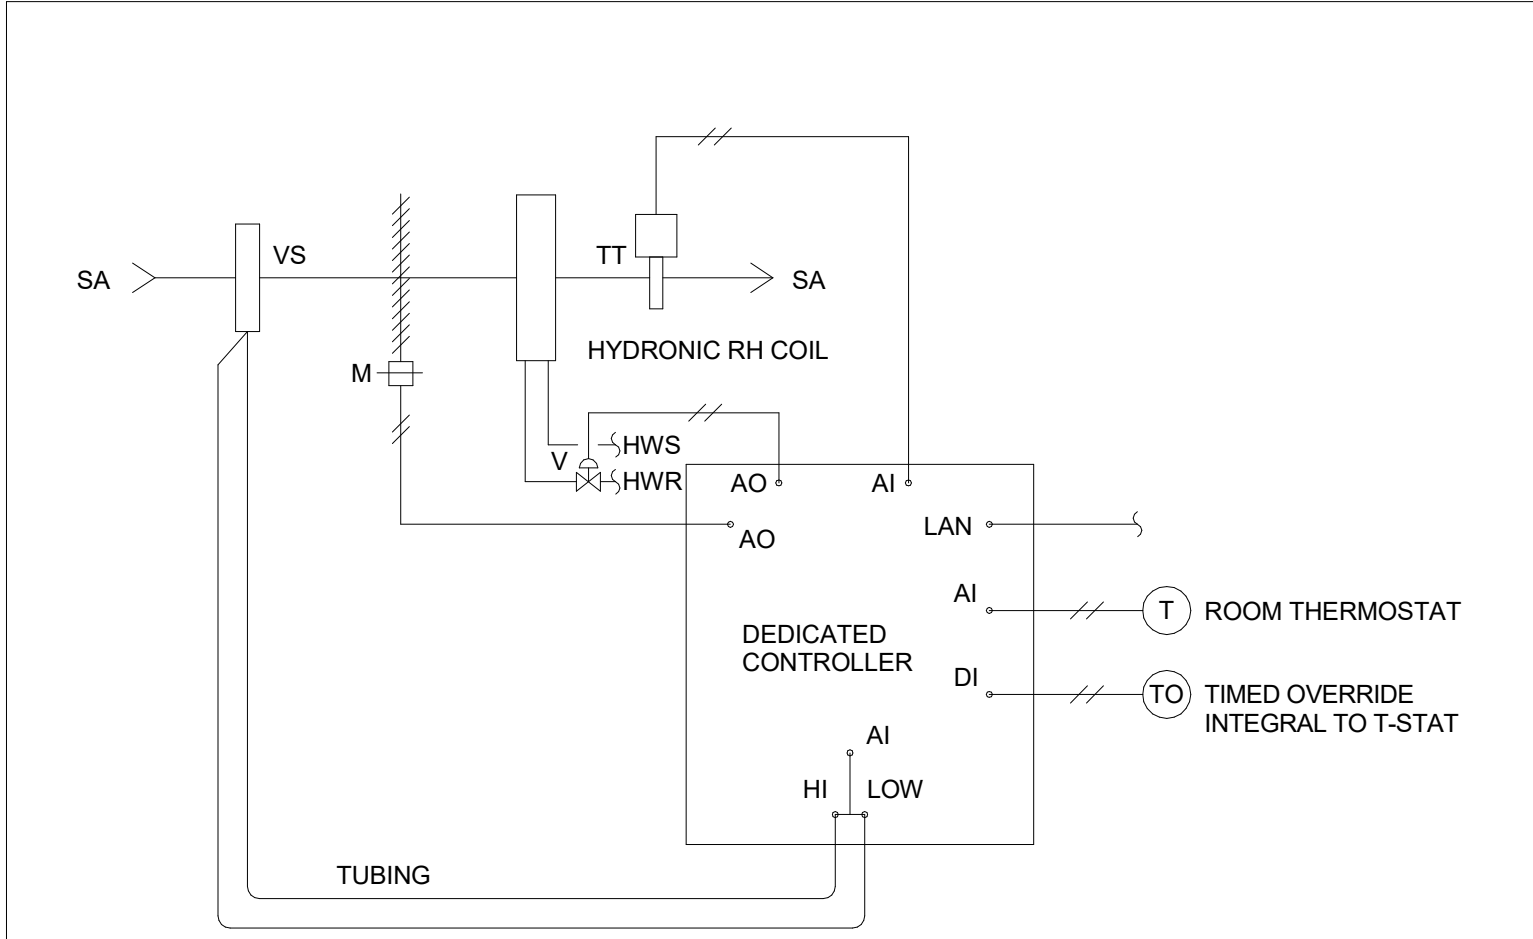 VS
TT
SA
SA
HYDRONIC RH COIL
M
HWS
V
HWR
AO
AI
AO
LAN
AI
T
ROOM THERMOSTAT
DEDICATED
CONTROLLER
DI
TO
TIMED OVERRIDE
INTEGRAL TO T-STAT
AI
HI
LOW
TUBING